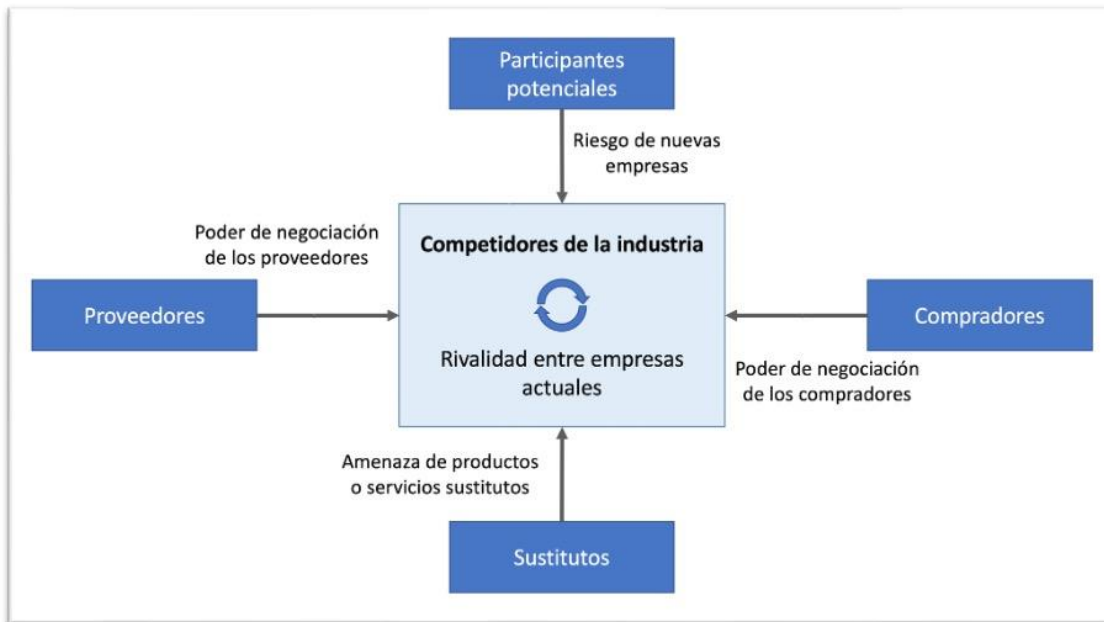 Participantes
potenciales
Riesgo de nuevas
empresas
Poder de negociación
de los proveedores
Proveedores
Competidores de la industria
Rivalidad entre empresas
actuales
Compradores
Poder de negociación
de los compradores
Amenaza de productos
o servicios sustitutos
Sustitutos